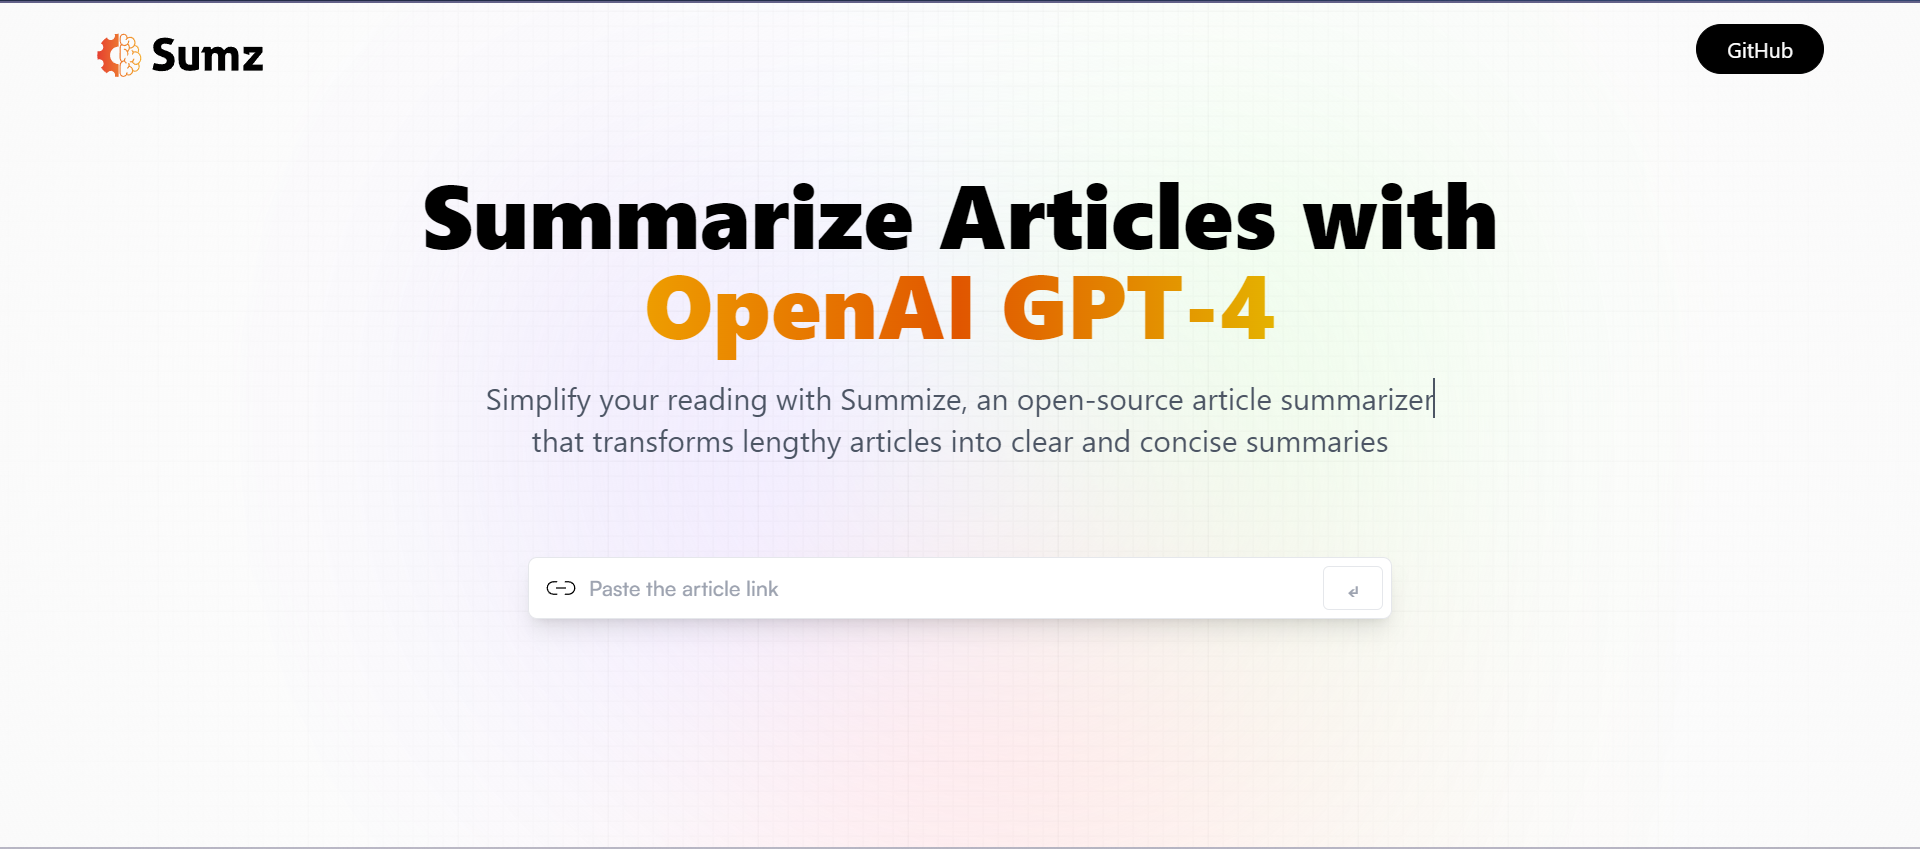 Sumz
GitHub
Summarize Articles with
OpenAI GPT-4
Simplify your reading with Summize, an open-source article summarizer
that transforms lengthy articles into clear and concise summaries
Paste the article link